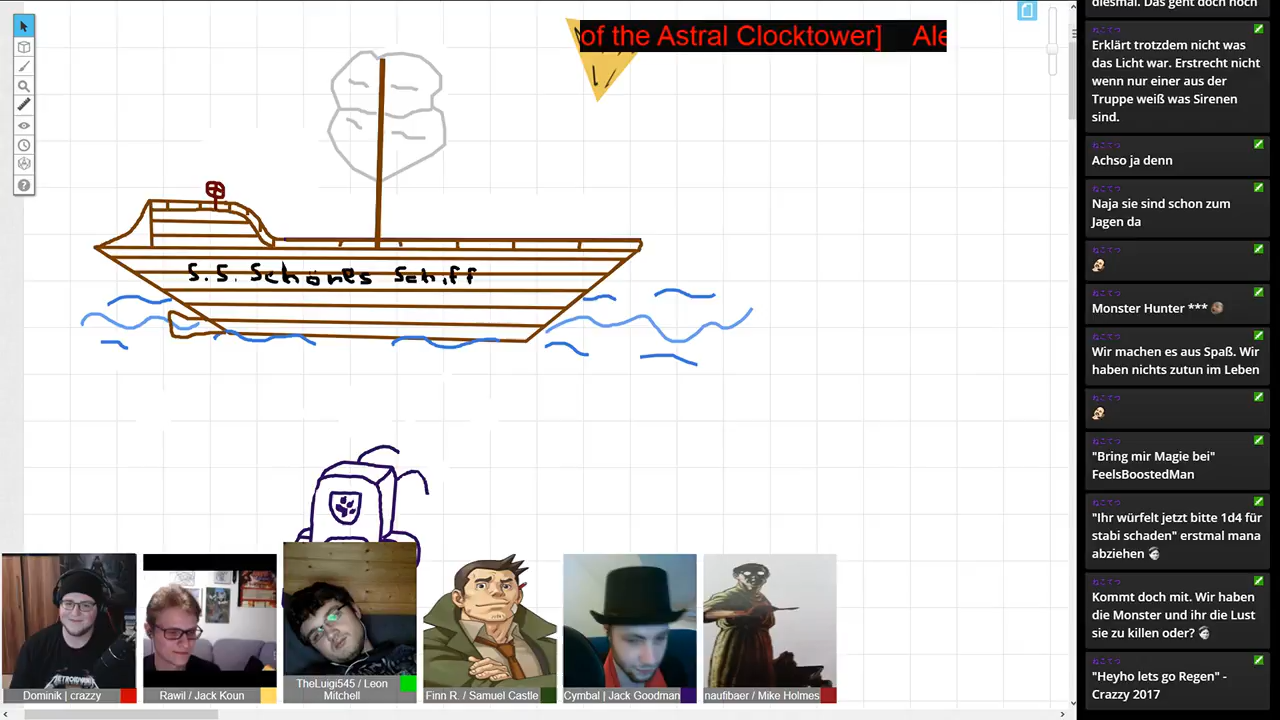 of the Astral Clocktower] Ale
S.S. Schönes Schiff
Dominik | crazzy
Rawil / Jack Koun
TheLuigi545 / Leon
Mitchell
Finn R. / Samuel Castle
Cymbal | Jack Goodman
naufibaer / Mike Holmes
diesmal. Das geht doch noch
Erklärt trotzdem nicht was
das Licht war. Erstrecht nicht
wenn nur einer aus der
Truppe weiß was Sirenen
sind.
Achso ja denn
Naja sie sind schon zum
Jagen da
Monster Hunter ***
Wir machen es aus Spaß. Wir
haben nichts zutun im Leben
"Bring mir Magie bei"
FeelsBoostedMan
"Ihr würfelt jetzt bitte 1d4 für
stabi schaden" erstmal mana
abziehen
Kommt doch mit. Wir haben
die Monster und ihr die Lust
sie zu killen oder?
"Heyho lets go Regen" -
Crazzy 2017